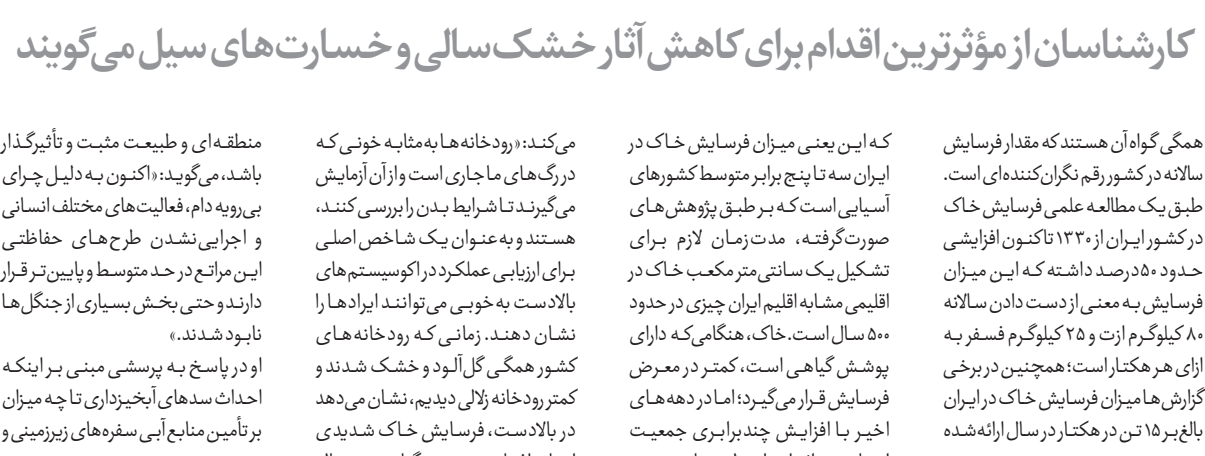 کارشناسان از مؤثرترین اقدام برای کاهش آثار خشک‌سالی و خسارت‌های سیل می‌گویند
همگی گواه آن هستند که مقدار فرسایش
سالانه در کشور رقم نگران‌کننده‌ای است.
طبق یک مطالعه علمی فرسایش خاک
در کشور ایران از ۱۳۳۰ تاکنون افزایشی
حدود ۵۰درصد داشته که این میزان
فرسایش به معنی از دست دادن سالانه
۸۰ کیلوگرم ازت و ۲۵ کیلوگرم فسفر به
ازای هر هکتار است؛ همچنین در برخی
گزارش‌ها میزان فرسایش خاک در ایران
بالغ‌بر ۱۵ تن در هکتار در سال ارائه‌شده
که این یعنی میزان فرسایش خاک در
ایران سه تا پنج برابر متوسط کشورهای
آسیایی است که بر طبق پژوهش‌های
صورت‌گرفته، مدت‌زمان لازم برای
تشکیل یک سانتی‌متر مکعب خاک در
اقلیمی مشابه اقلیم ایران چیزی در حدود
۵۰۰ سال است.خاک، هنگامی‌که دارای
پوشش گیاهی است، کمتر در معرض
فرسایش قرار می‌گیرد؛ اما در دهه‌های
اخیر با افزایش چندبرابری جمعیت
می‌کند: «رودخانه‌ها به‌مثابه خونی که
در رگ‌های ما جاری است و از آن آزمایش
می‌گیرند تا شرایط بدن را بررسی کنند،
هستند و به‌عنوان یک شاخص اصلی
برای ارزیابی عملکرد در اکوسیستم‌های
بالادست به خوبی می‌توانند ایرادها را
نشان دهند. زمانی که رودخانه‌های
کشور همگی گل‌آلود و خشک شدند و
کمتر رودخانه زلالی دیدیم، نشان می‌دهد
در بالادست، فرسایش خاک شدیدی
منطقه‌ای و طبیعت مثبت و تأثیرگذار
باشد، می‌گوید: «اکنون به دلیل چرای
بی‌رویه دام، فعالیت‌های مختلف انسانی
و اجرایی‌نشدن طرح‌های حفاظتی
این مراتع در حد متوسط و پایین‌تر قرار
دارند و حتی بخش بسیاری از جنگل‌ها
نابود شدند.»
او در پاسخ به پرسشی مبنی بر اینکه
احداث سدهای آبخیزداری تا چه میزان
بر تأمین منابع آبی سفره‌های زیرزمینی و